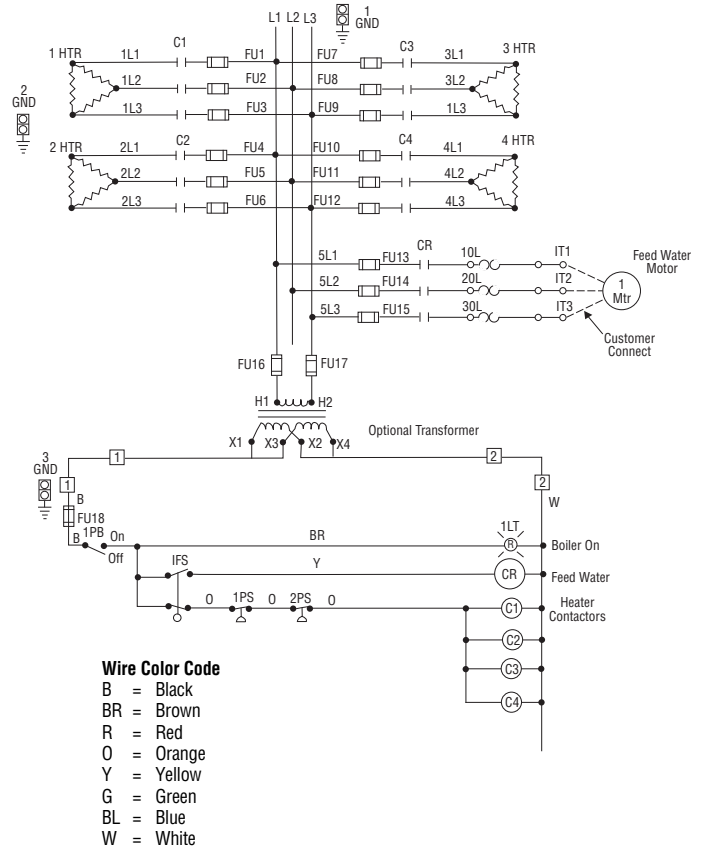 L1 L2 L3 1 GND
1 HTR 1L1 C1 FU1 FU7 C3 3L1 3 HTR
1L2 FU2 FU8 3L2
2 GND
1L3 FU3 FU9 1L3
2 HTR 2L1 C2 FU4 FU10 C4 4L1 4 HTR
2L2 FU5 FU11 4L2
2L3 FU6 FU12 4L3
5L1 FU13 CR 10L IT1 Feed Water
Motor
5L2 FU14 20L IT2 1
Mtr
5L3 FU15 30L IT3
Customer
Connect
FU16 FU17
H1 H2
X1 X3 X2 X4 Optional Transformer
3 GND
1 2
1 2
B W
FU18
B 1PB On BR 1LT R Boiler On
Off
IFS Y CR Feed Water
O 1PS O 2PS O C1 Heater
Contactors
C2
C3
C4
Wire Color Code
B = Black
BR = Brown
R = Red
O = Orange
Y = Yellow
G = Green
BL = Blue
W = White